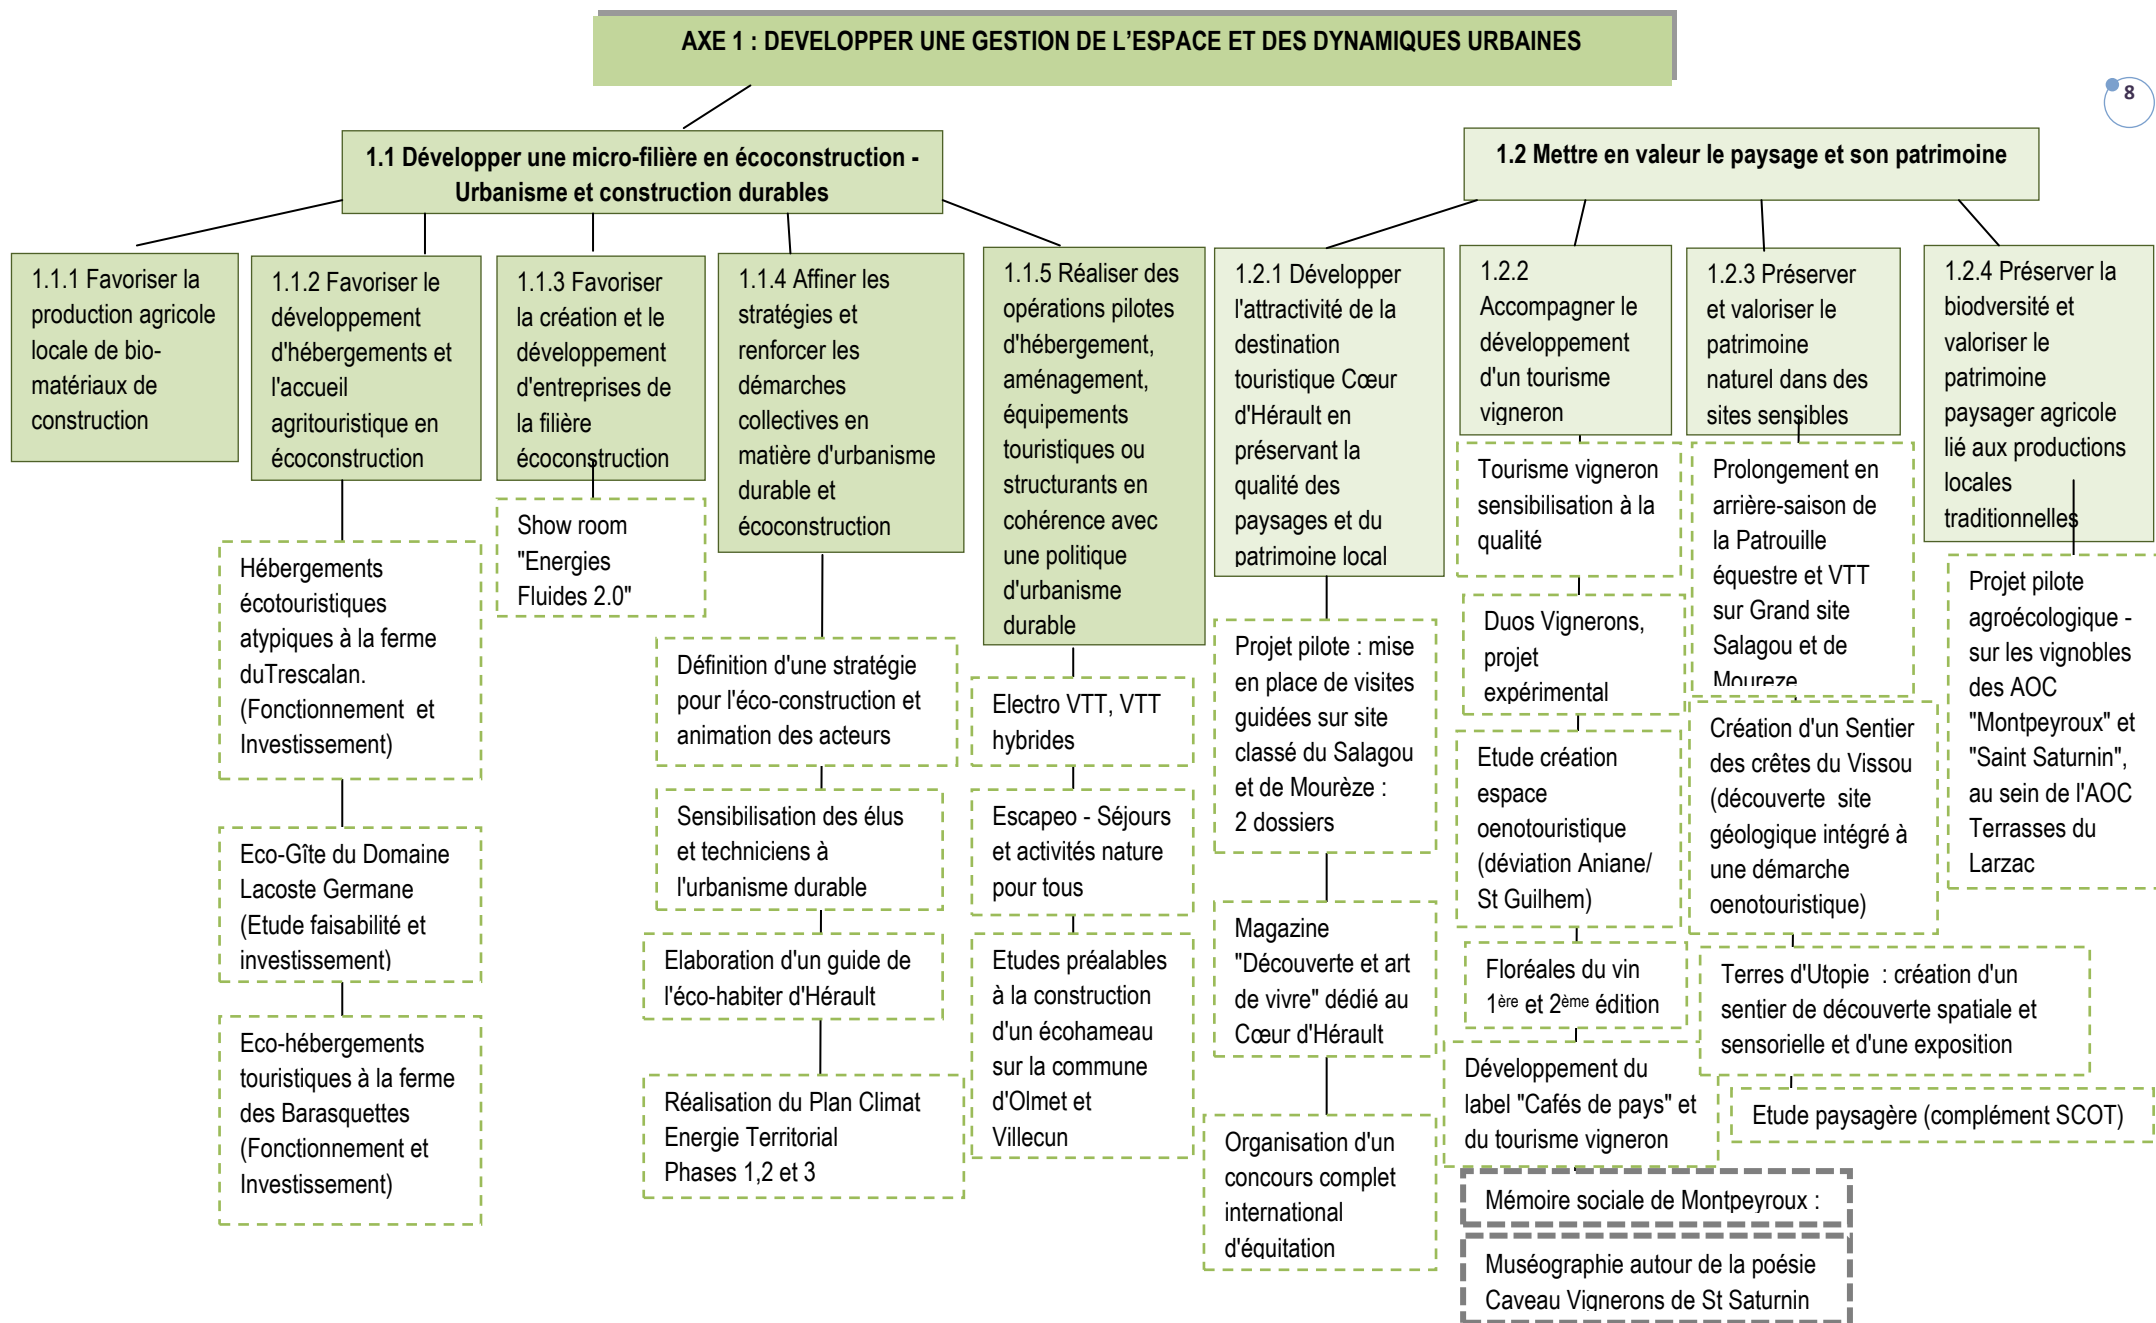 AXE 1 : DEVELOPPER UNE GESTION DE L'ESPACE ET DES DYNAMIQUES URBAINES
8
1.1 Développer une micro-filière en écoconstruction -
Urbanisme et construction durables
1.2 Mettre en valeur le paysage et son patrimoine
1.1.1 Favoriser la
production agricole
locale de bio-
matériaux de
construction
1.1.2 Favoriser le
développement
d'hébergements et
l'accueil
agritouristique en
écoconstruction
1.1.3 Favoriser
la création et le
développement
d'entreprises de
la filière
écoconstruction
1.1.4 Affiner les
stratégies et
renforcer les
démarches
collectives en
matière d'urbanisme
durable et
écoconstruction
1.1.5 Réaliser des
opérations pilotes
d'hébergement,
aménagement,
équipements
touristiques ou
structurants en
cohérence avec
une politique
d'urbanisme
durable
1.2.1 Développer
l'attractivité de la
destination
touristique Cœur
d'Hérault en
préservant la
qualité des
paysages et du
patrimoine local
1.2.2
Accompagner le
développement
d'un tourisme
vigneron
1.2.3 Préserver
et valoriser le
patrimoine
naturel dans des
sites sensibles
1.2.4 Préserver la
biodversité et
valoriser le
patrimoine
paysager agricole
lié aux productions
locales
traditionnelles
Hébergements
écotouristiques
atypiques à la ferme
duTrescalan.
(Fonctionnement et
Investissement)
Eco-Gîte du Domaine
Lacoste Germane
(Etude faisabilité et
investissement)
Eco-hébergements
touristiques à la ferme
des Barasquettes
(Fonctionnement et
Investissement)
Show room
"Energies
Fluides 2.0"
Définition d'une stratégie
pour l'éco-construction et
animation des acteurs
Sensibilisation des élus
et techniciens à
l'urbanisme durable
Elaboration d'un guide de
l'éco-habiter d'Hérault
Réalisation du Plan Climat
Energie Territorial
Phases 1,2 et 3
Electro VTT, VTT
hybrides
Escapeo - Séjours
et activités nature
pour tous
Etudes préalables
à la construction
d'un écohameau
sur la commune
d'Olmet et
Villecun
Projet pilote : mise
en place de visites
guidées sur site
classé du Salagou
et de Mourèze :
2 dossiers
Magazine
"Découverte et art
de vivre" dédié au
Cœur d'Hérault
Organisation d'un
concours complet
international
d'équitation
Tourisme vigneron
sensibilisation à la
qualité
Duos Vignerons,
projet
expérimental
Etude création
espace
oenotouristique
(déviation Aniane/
St Guilhem)
Floréales du vin
1ère et 2ème édition
Développement du
label "Cafés de pays" et
du tourisme vigneron
Mémoire sociale de Montpeyroux :
Muséographie autour de la poésie
Caveau Vignerons de St Saturnin
Prolongement en
arrière-saison de
la Patrouille
équestre et VTT
sur Grand site
Salagou et de
Moureze
Création d'un Sentier
des crêtes du Vissou
(découverte site
géologique intégré à
une démarche
oenotouristique)
Terres d'Utopie : création d'un
sentier de découverte spatiale et
sensorielle et d'une exposition
Etude paysagère (complément SCOT)
Projet pilote
agroécologique -
sur les vignobles
des AOC
"Montpeyroux" et
"Saint Saturnin",
au sein de l'AOC
Terrasses du
Larzac